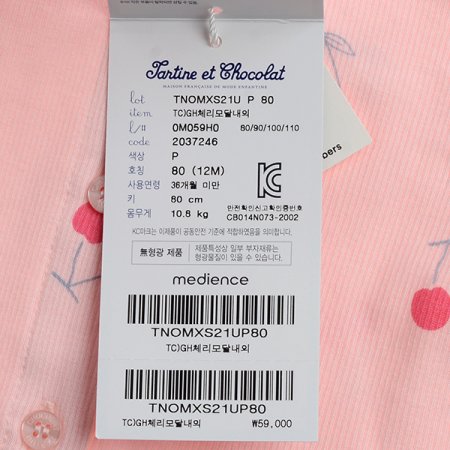 Tartine et Chocolat
MAISON FRANÇAISE DE MODE ENFANTINE
lot TNOMXS21U P 80
item TC)GH체리모달내의
l/# 0M059H0 80/90/100/110
code 2037246
색상 P
호칭 80 (12M)
사용연령 36개월 미만
키 80 cm
몸무게 10.8 kg
안전확인신고확인증번호
CB014N073-2002
KC마크는 이제품이 공통안전 기준에 적합하였음을 의미합니다.
無형광 제품 제품특성상 일부 부자재류는
형광물질이 있을 수 있습니다.
medience
TNOMXS21UP80
TC)GH체리모달내의
TNOMXS21UP80
TC)GH체리모달내의 ₩59,000
bers